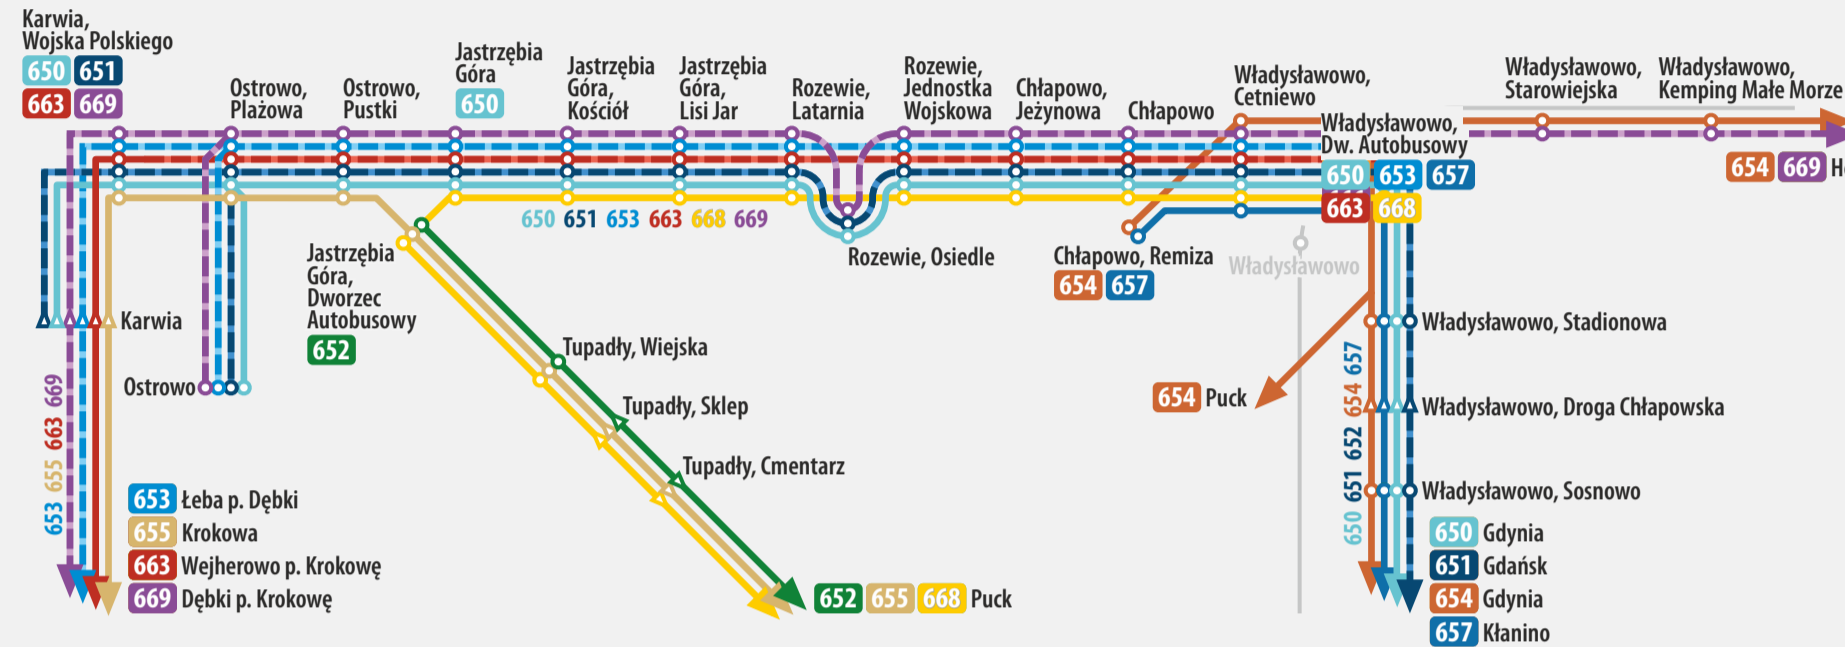 Karwia,
Wojska Polskiego
650 651
663 669
Ostrowo,
Plażowa
Ostrowo,
Pustki
Jastrzębia
Góra
650
Jastrzębia
Góra,
Kościół
Jastrzębia
Góra,
Lisi Jar
Rozewie,
Latarnia
Rozewie,
Jednostka
Wojskowa
Chłapowo,
Jeżynowa
Chłapowo
Władysławowo,
Cetniewo
Władysławowo,
Dw. Autobusowy
650 653 657
663 668
Władysławowo,
Starowiejska
Władysławowo,
Kemping Małe Morze
654 669
650 651 653 663 668 669
Rozewie, Osiedle
Chłapowo, Remiza
654 657
Władysławowo
Jastrzębia
Góra,
Dworzec
Autobusowy
652
Karwia
Ostrowo
653 655 663 669
Tupadły, Wiejska
Tupadły, Sklep
Tupadły, Cmentarz
654 Puck
650 651 652 654 657
Władysławowo, Stadionowa
Władysławowo, Droga Chłapowska
Władysławowo, Sosnowo
653 Łeba p. Dębki
655 Krokowa
663 Wejherowo p. Krokowę
669 Dębki p. Krokowę
652 655 668 Puck
650 Gdynia
651 Gdańsk
654 Gdynia
657 Kłanino